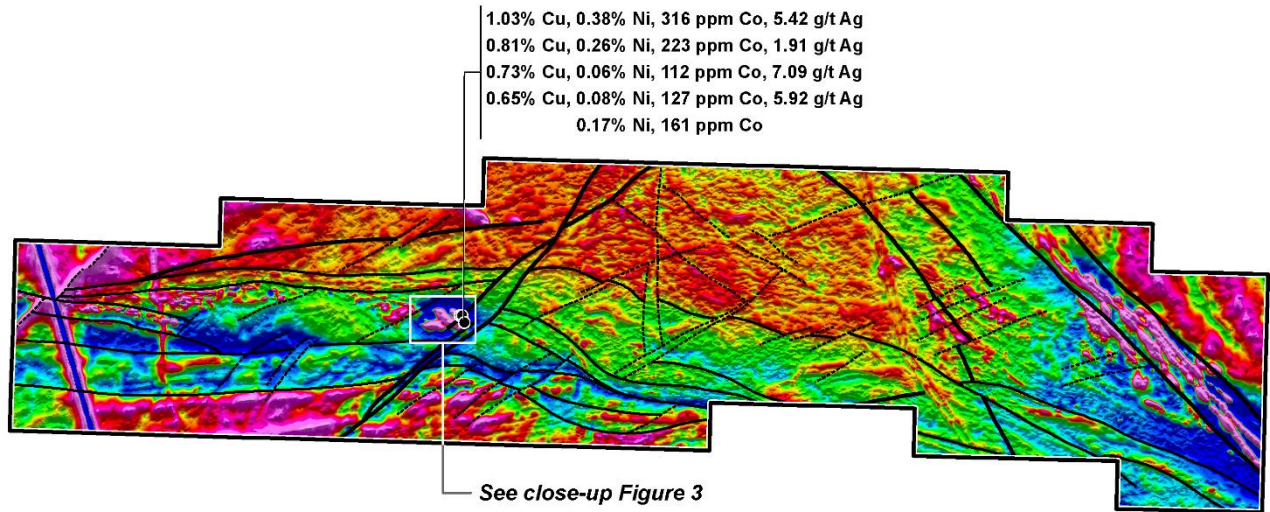 1.03% Cu, 0.38% Ni, 316 ppm Co, 5.42 g/t Ag
0.81% Cu, 0.26% Ni, 223 ppm Co, 1.91 g/t Ag
0.73% Cu, 0.06% Ni, 112 ppm Co, 7.09 g/t Ag
0.65% Cu, 0.08% Ni, 127 ppm Co, 5.92 g/t Ag
0.17% Ni, 161 ppm Co
See close-up Figure 3